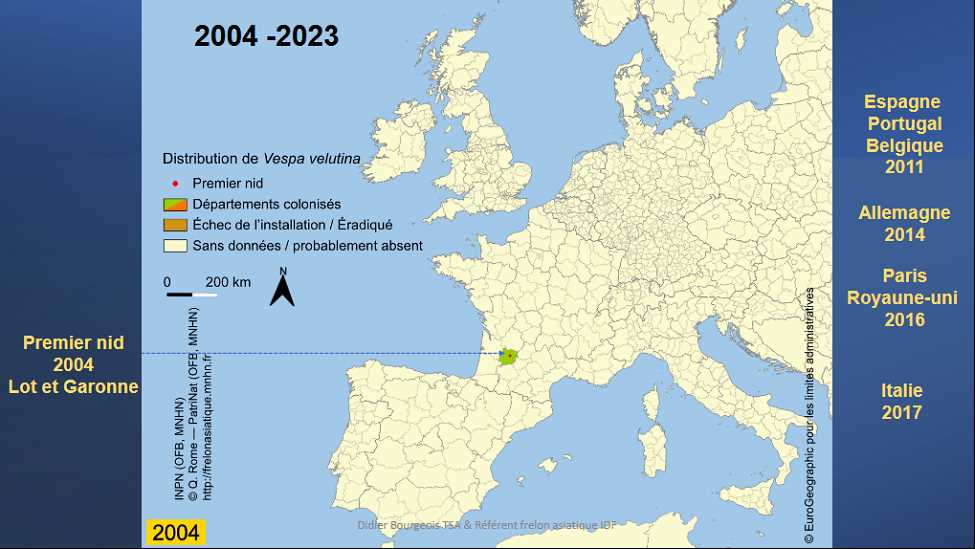 2004 -2023
Distribution de Vespa velutina
Premier nid
Départements colonisés
Échec de l'installation / Éradiqué
Sans données / probablement absent
0 200 km
N
Premier nid
2004
Lot et Garonne
INPN (OFB, MNHN)
© Q. Rome — PatriNat (OFB, MNHN)
http://frelonasiatique.mnhn.fr
2004
Didier Bourgeois TSA & Référent frelon asiatique IDF
© EuroGeographic pour les limites administratives
Espagne
Portugal
Belgique
2011
Allemagne
2014
Paris
Royaune-uni
2016
Italie
2017